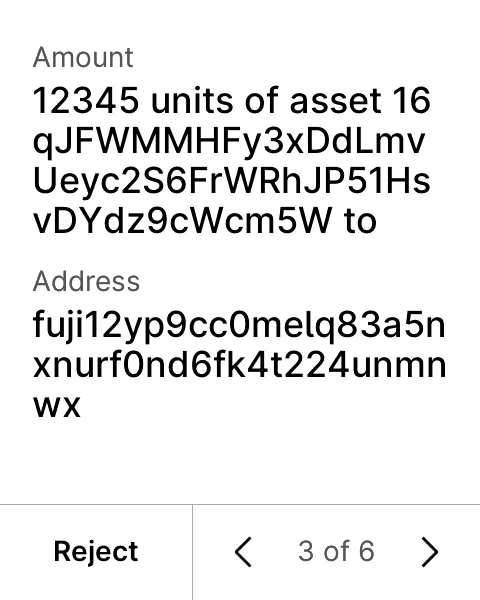 Amount
12345 units of asset 16
qJFWMMHFy3xDdLmv
Ueyc2S6FrWRhJP51Hs
vDYdz9cWcm5W to
Address
fuji12yp9cc0melq83a5n
xnurf0nd6fk4t224unmn
wx
Reject
3 of 6